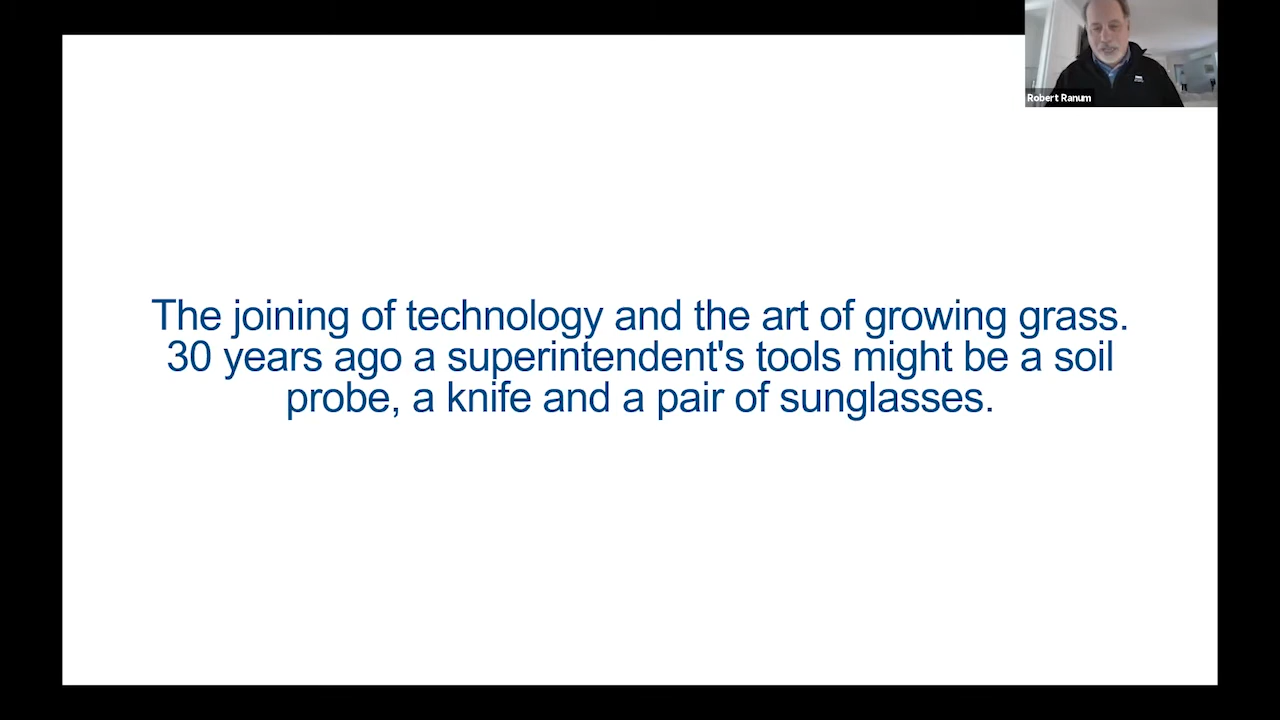 Robert Ranum
The joining of technology and the art of growing grass.
30 years ago a superintendent's tools might be a soil
probe, a knife and a pair of sunglasses.